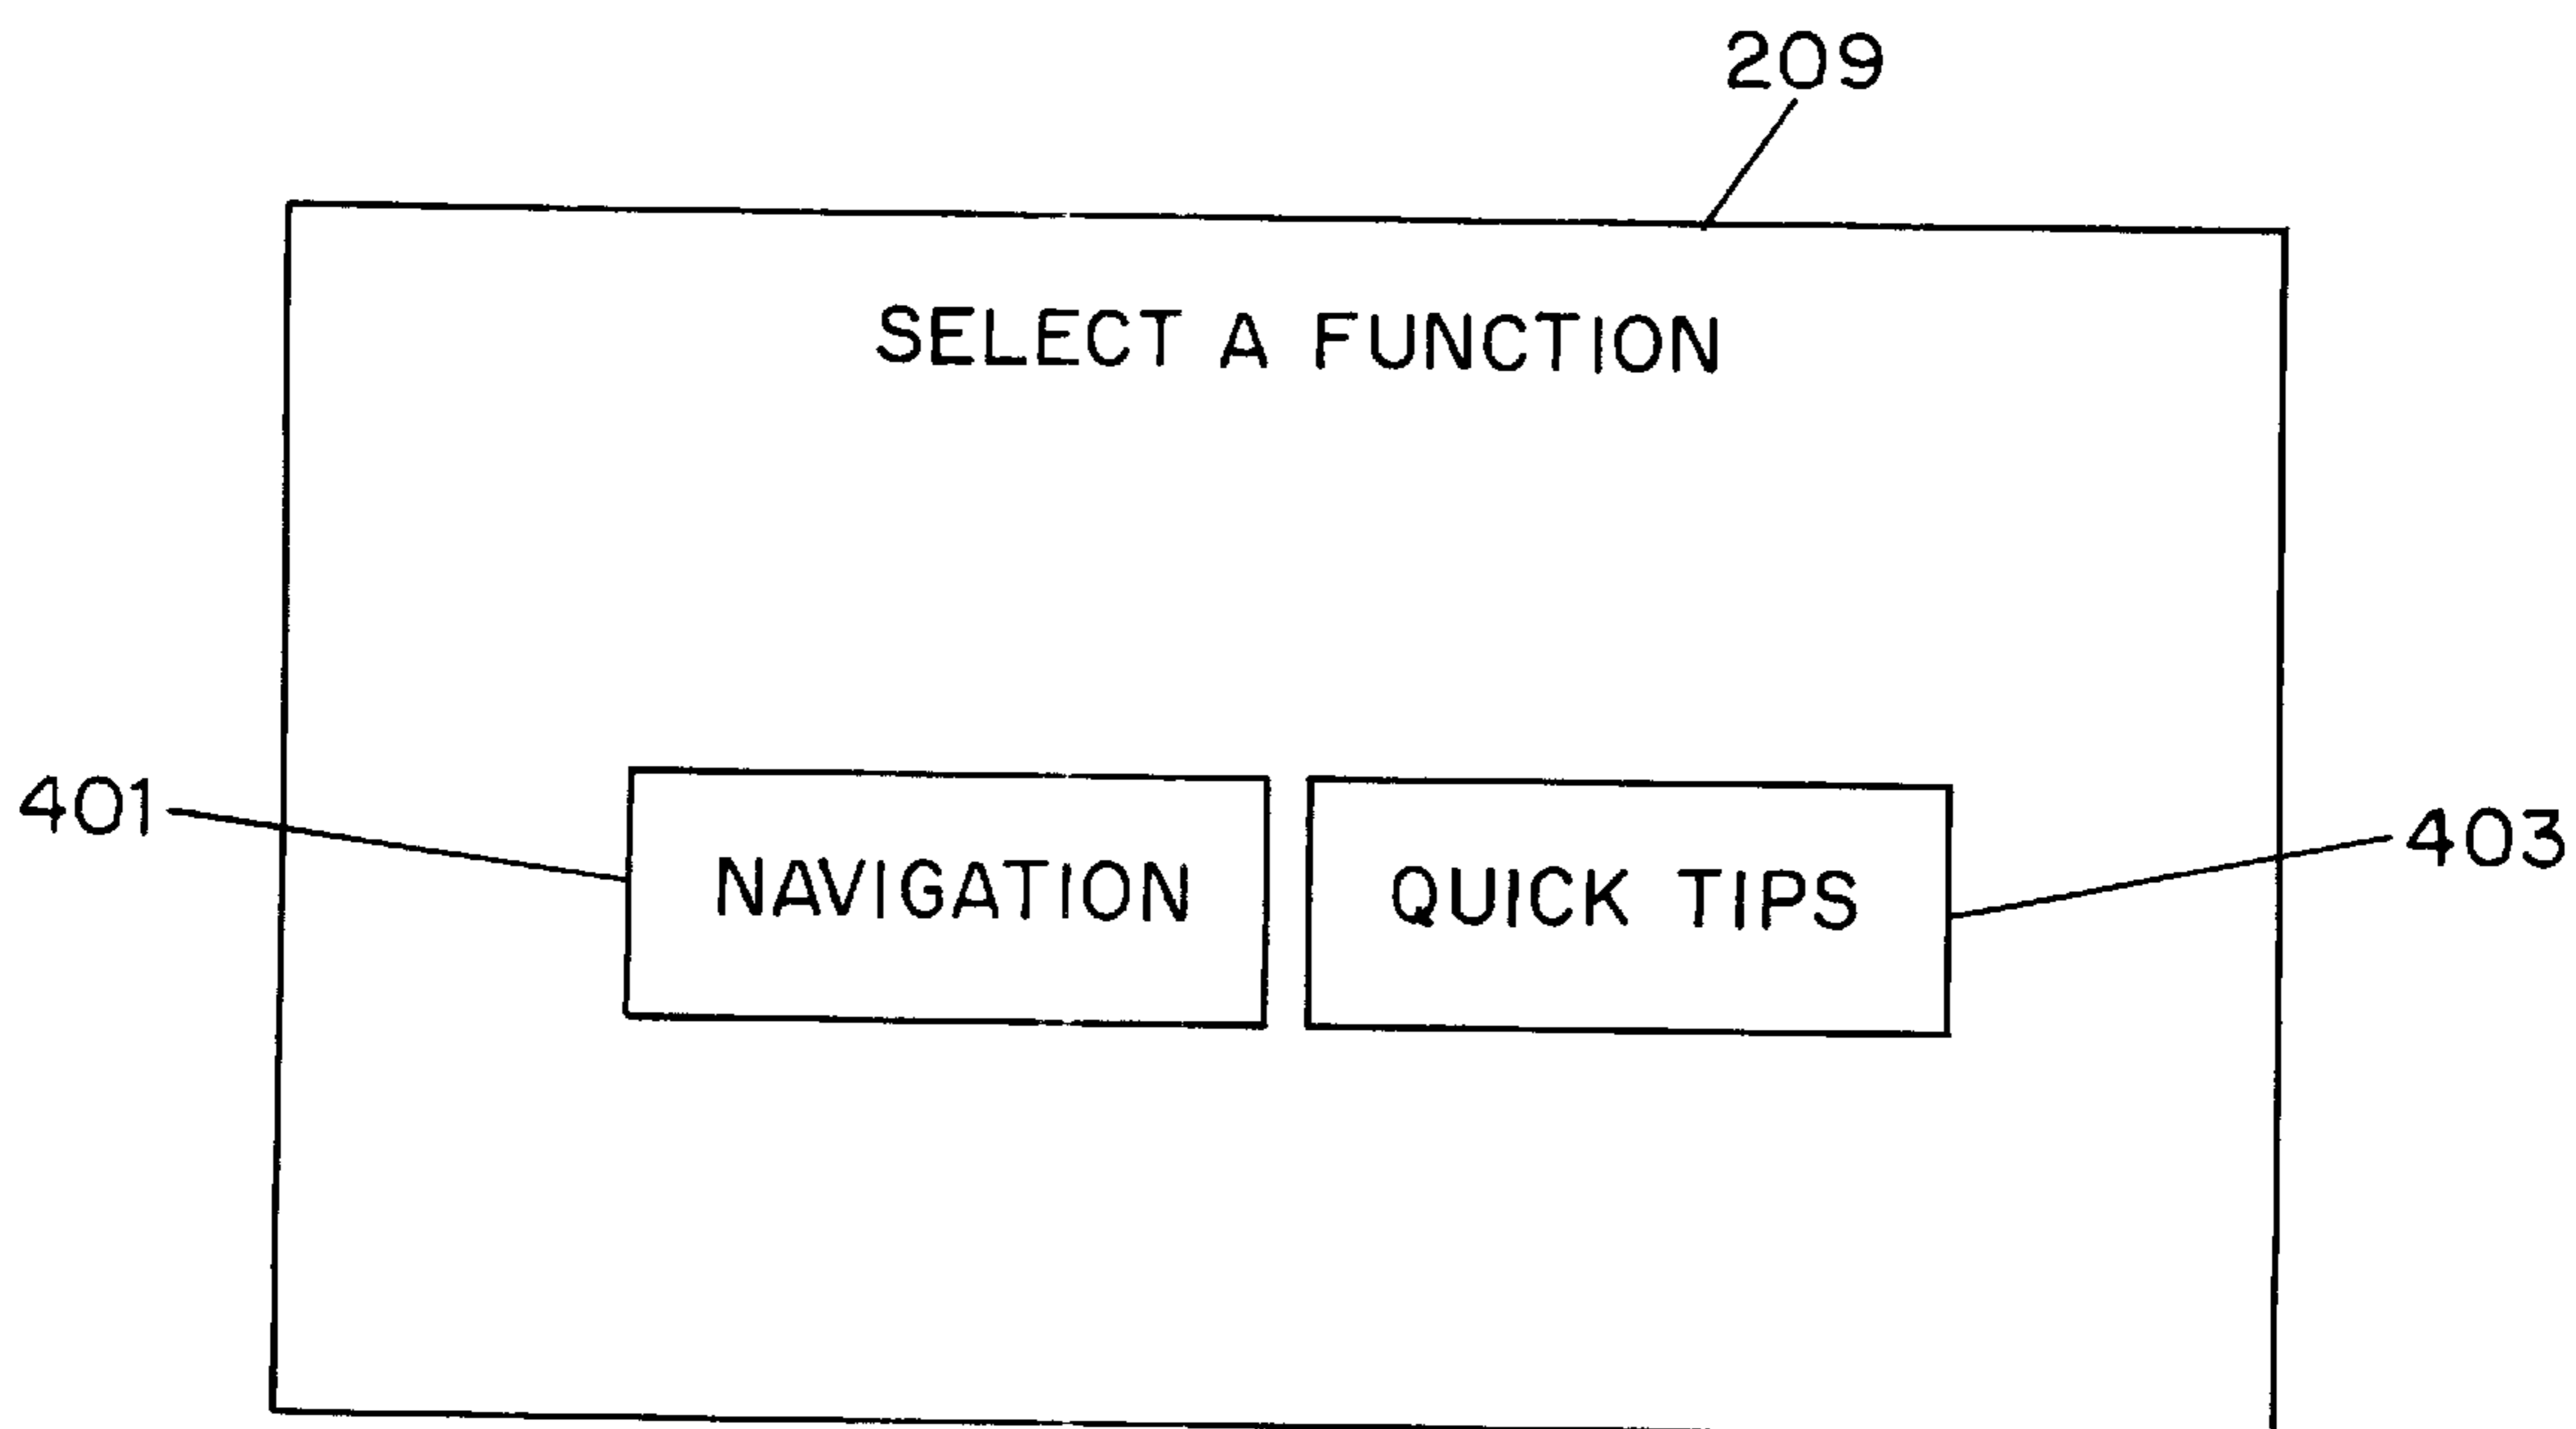 209
SELECT A FUNCTION
401
NAVIGATION
QUICK TIPS
403